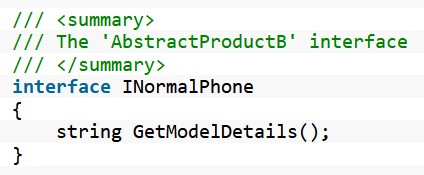 /// <summary>
/// The 'AbstractProductB' interface
/// </summary>
interface INormalPhone
{
    string GetModelDetails();
}